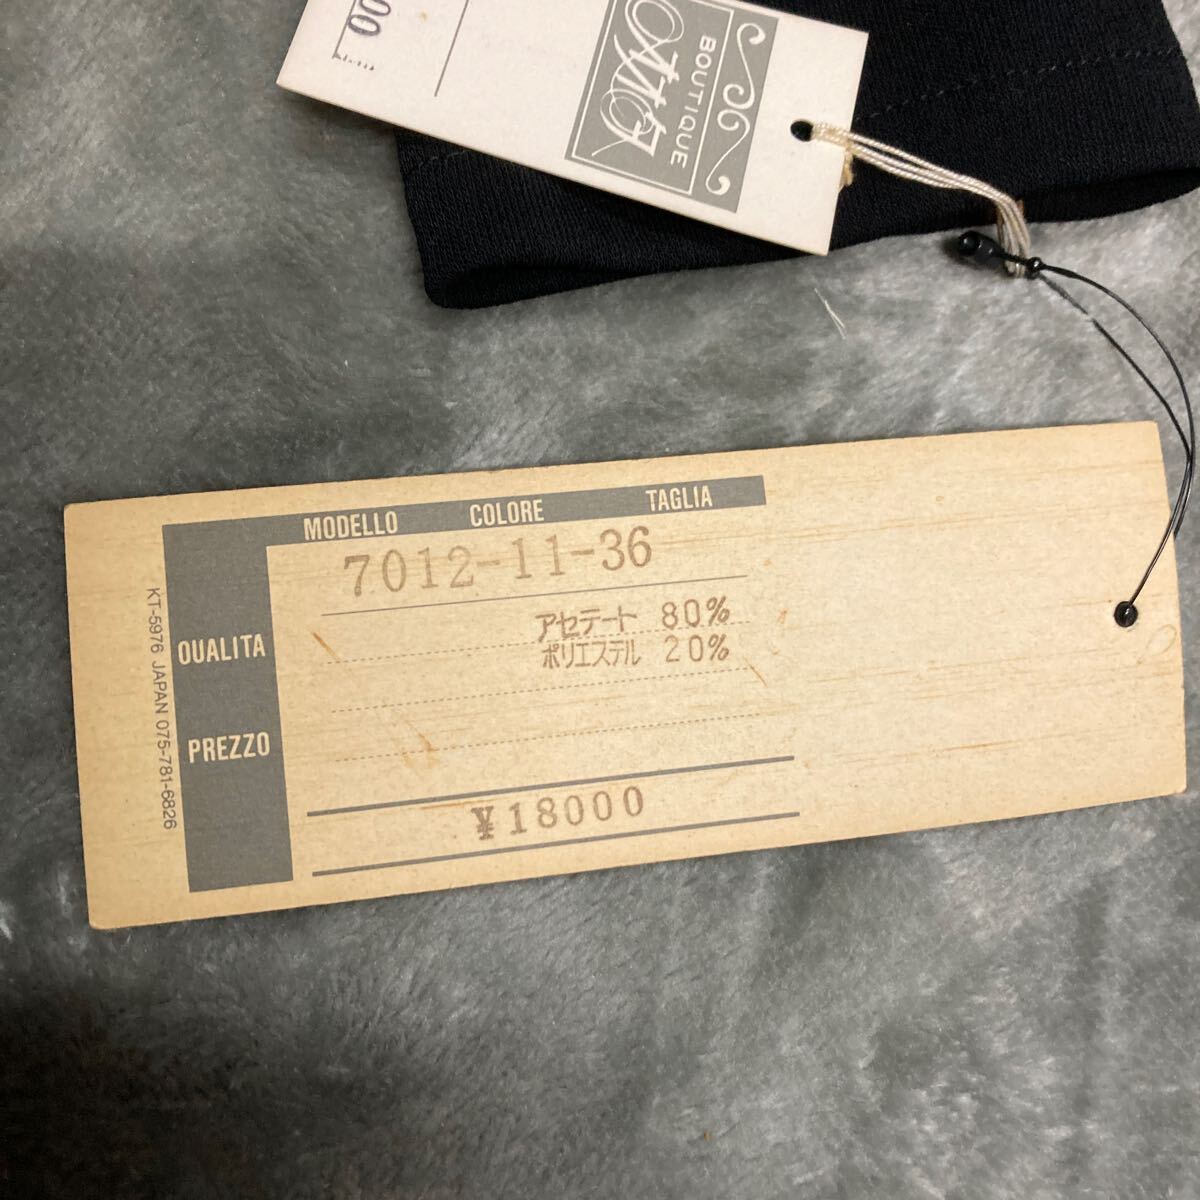 00
BOUTIQUE
MODELLO COLORE TAGLIA
7012-11-36
QUALITA
アセテート 80%
ポリエステル 20%
PREZZO
¥18000
KT-5976 JAPAN 075-781-6826